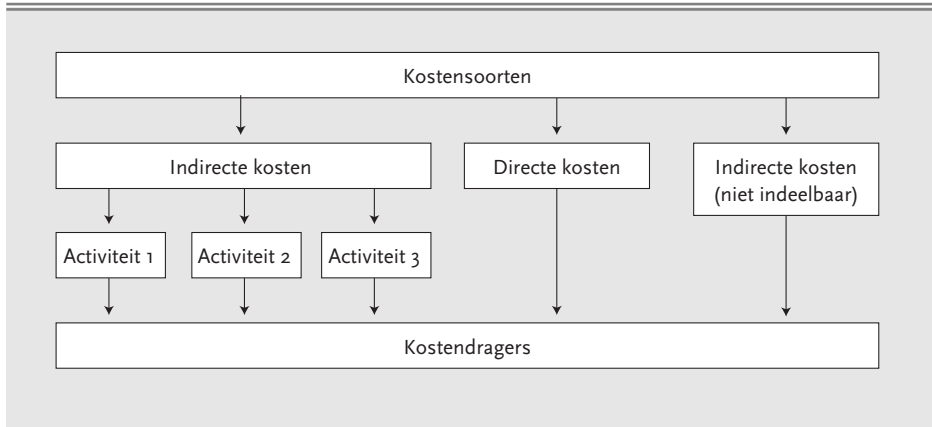 Kostensoorten
Indirecte kosten
Directe kosten
Indirecte kosten
(niet indeelbaar)
Activiteit 1
Activiteit 2
Activiteit 3
Kostendragers